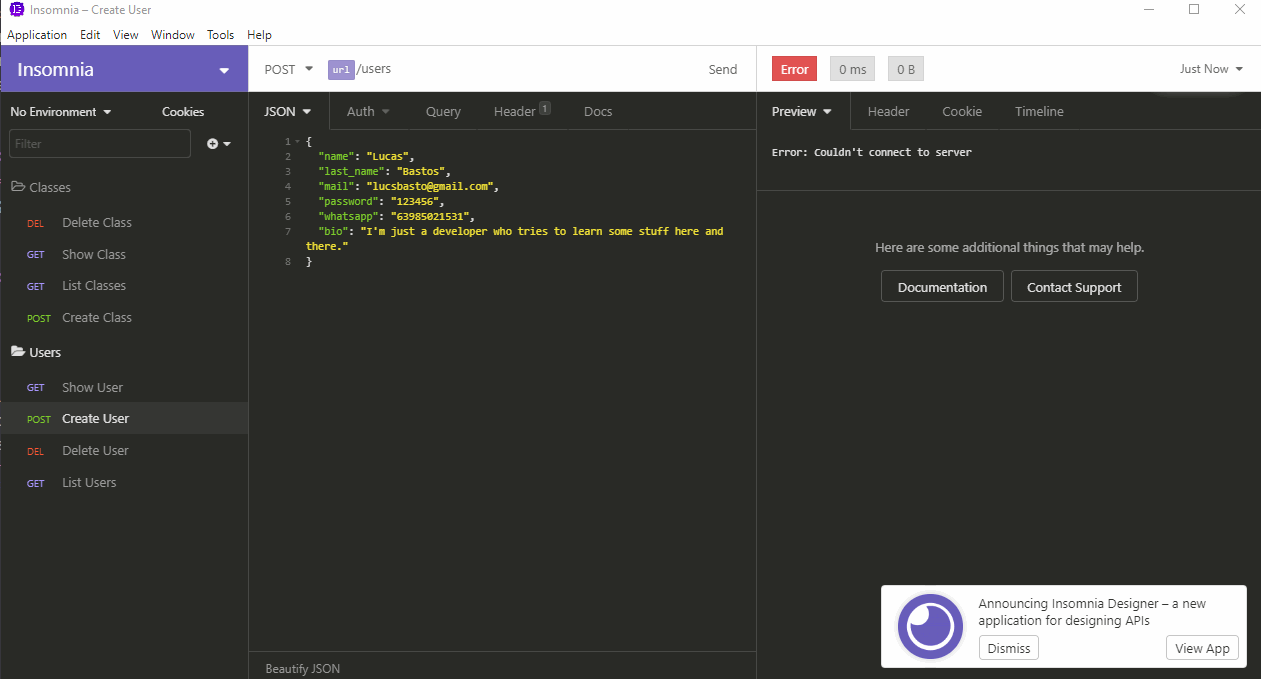 Insomnia – Create User
Application Edit View Window Tools Help
Insomnia
POST url /users Send
Error 0 ms 0 B Just Now
No Environment Cookies
JSON Auth Query Header 1 Docs
Preview Header Cookie Timeline
Filter
Classes
DEL Delete Class
GET Show Class
GET List Classes
POST Create Class
Users
GET Show User
POST Create User
DEL Delete User
GET List Users
1 {
2 "name": "Lucas",
3 "last_name": "Bastos",
4 "mail": "lucsbasto@gmail.com",
5 "password": "123456",
6 "whatsapp": "63985021531",
7 "bio": "I'm just a developer who tries to learn some stuff here and
there."
8 }
Beautify JSON
Error: Couldn't connect to server
Here are some additional things that may help.
Documentation Contact Support
Announcing Insomnia Designer – a new
application for designing APIs
Dismiss View App